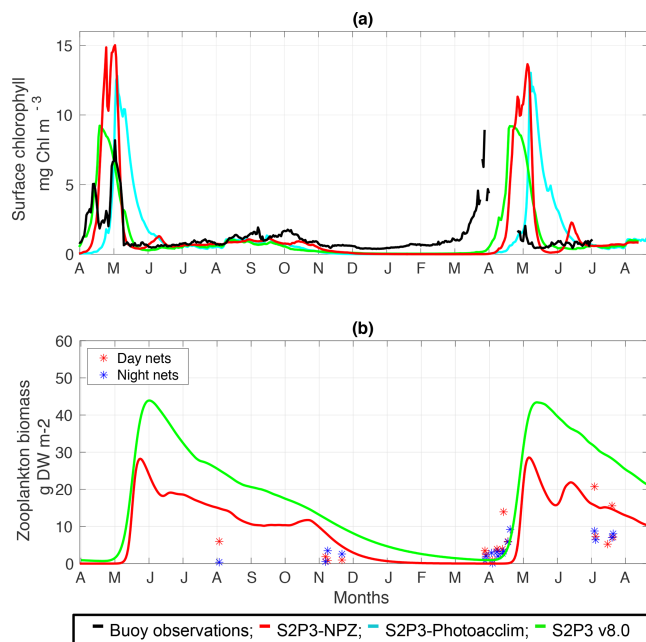 (a)
Surface chlorophyll
mg Chl m ⁻³
15
10
5
0
A M J J A S O N D J F M A M J J A
(b)
Zooplankton biomass
g DW m-2
60
50
40
30
20
10
0
* Day nets
* Night nets
A M J J A S O N D J F M A M J J A
Months
Buoy observations; S2P3-NPZ; S2P3-Photoacclim; S2P3 v8.0